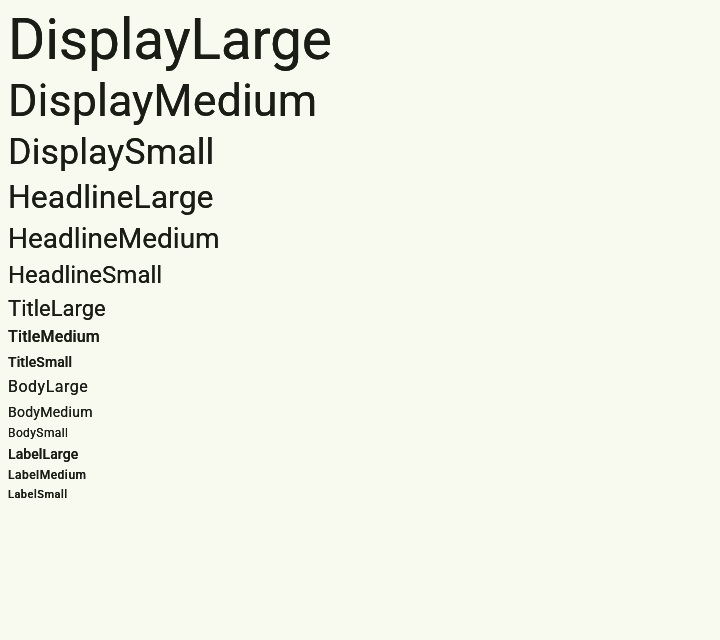 DisplayLarge
DisplayMedium
DisplaySmall
HeadlineLarge
HeadlineMedium
HeadlineSmall
TitleLarge
TitleMedium
TitleSmall
BodyLarge
BodyMedium
BodySmall
LabelLarge
LabelMedium
LabelSmall